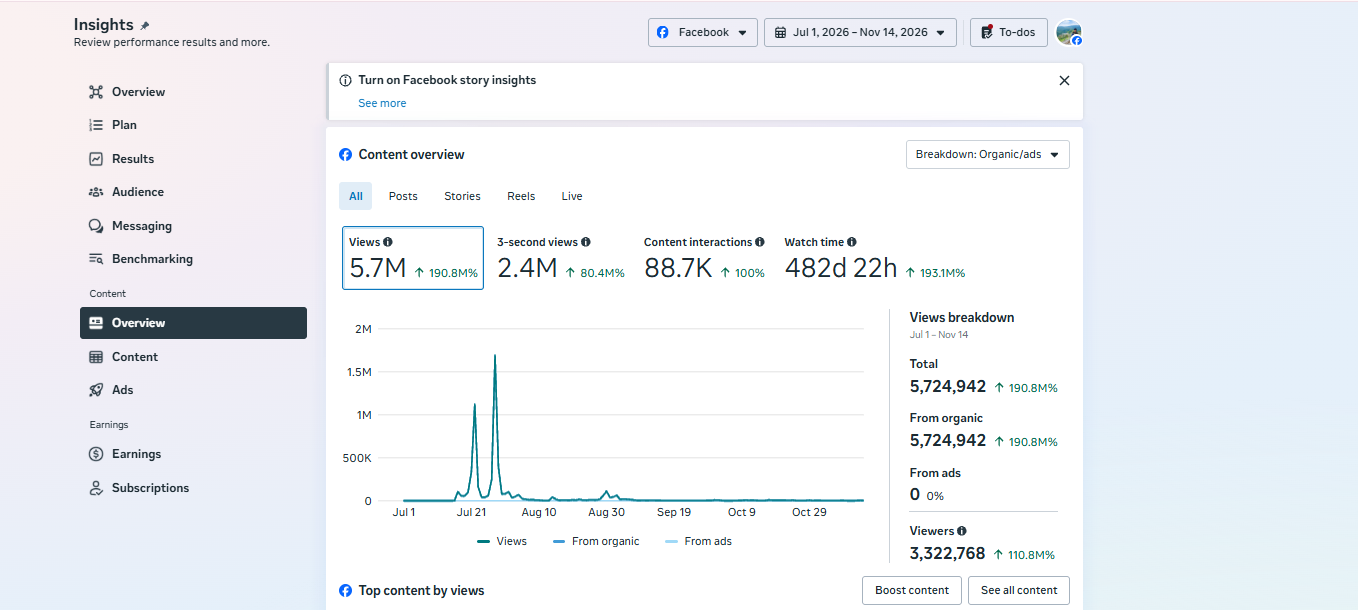 Insights
Review performance results and more.
Facebook
Jul 1, 2026 – Nov 14, 2026
To-dos
Overview
Plan
Results
Audience
Messaging
Benchmarking
Content
Overview
Content
Ads
Earnings
Earnings
Subscriptions
Turn on Facebook story insights
See more
Content overview
Breakdown: Organic/ads
All Posts Stories Reels Live
Views 3-second views Content interactions Watch time
5.7M ↑ 190.8M% 2.4M ↑ 80.4M% 88.7K ↑ 100% 482d 22h ↑ 193.1M%
2M
1.5M
1M
500K
0
Jul 1 Jul 21 Aug 10 Aug 30 Sep 19 Oct 9 Oct 29
Views From organic From ads
Views breakdown
Jul 1 – Nov 14
Total
5,724,942 ↑ 190.8M%
From organic
5,724,942 ↑ 190.8M%
From ads
0 0%
Viewers
3,322,768 ↑ 110.8M%
Top content by views
Boost content
See all content